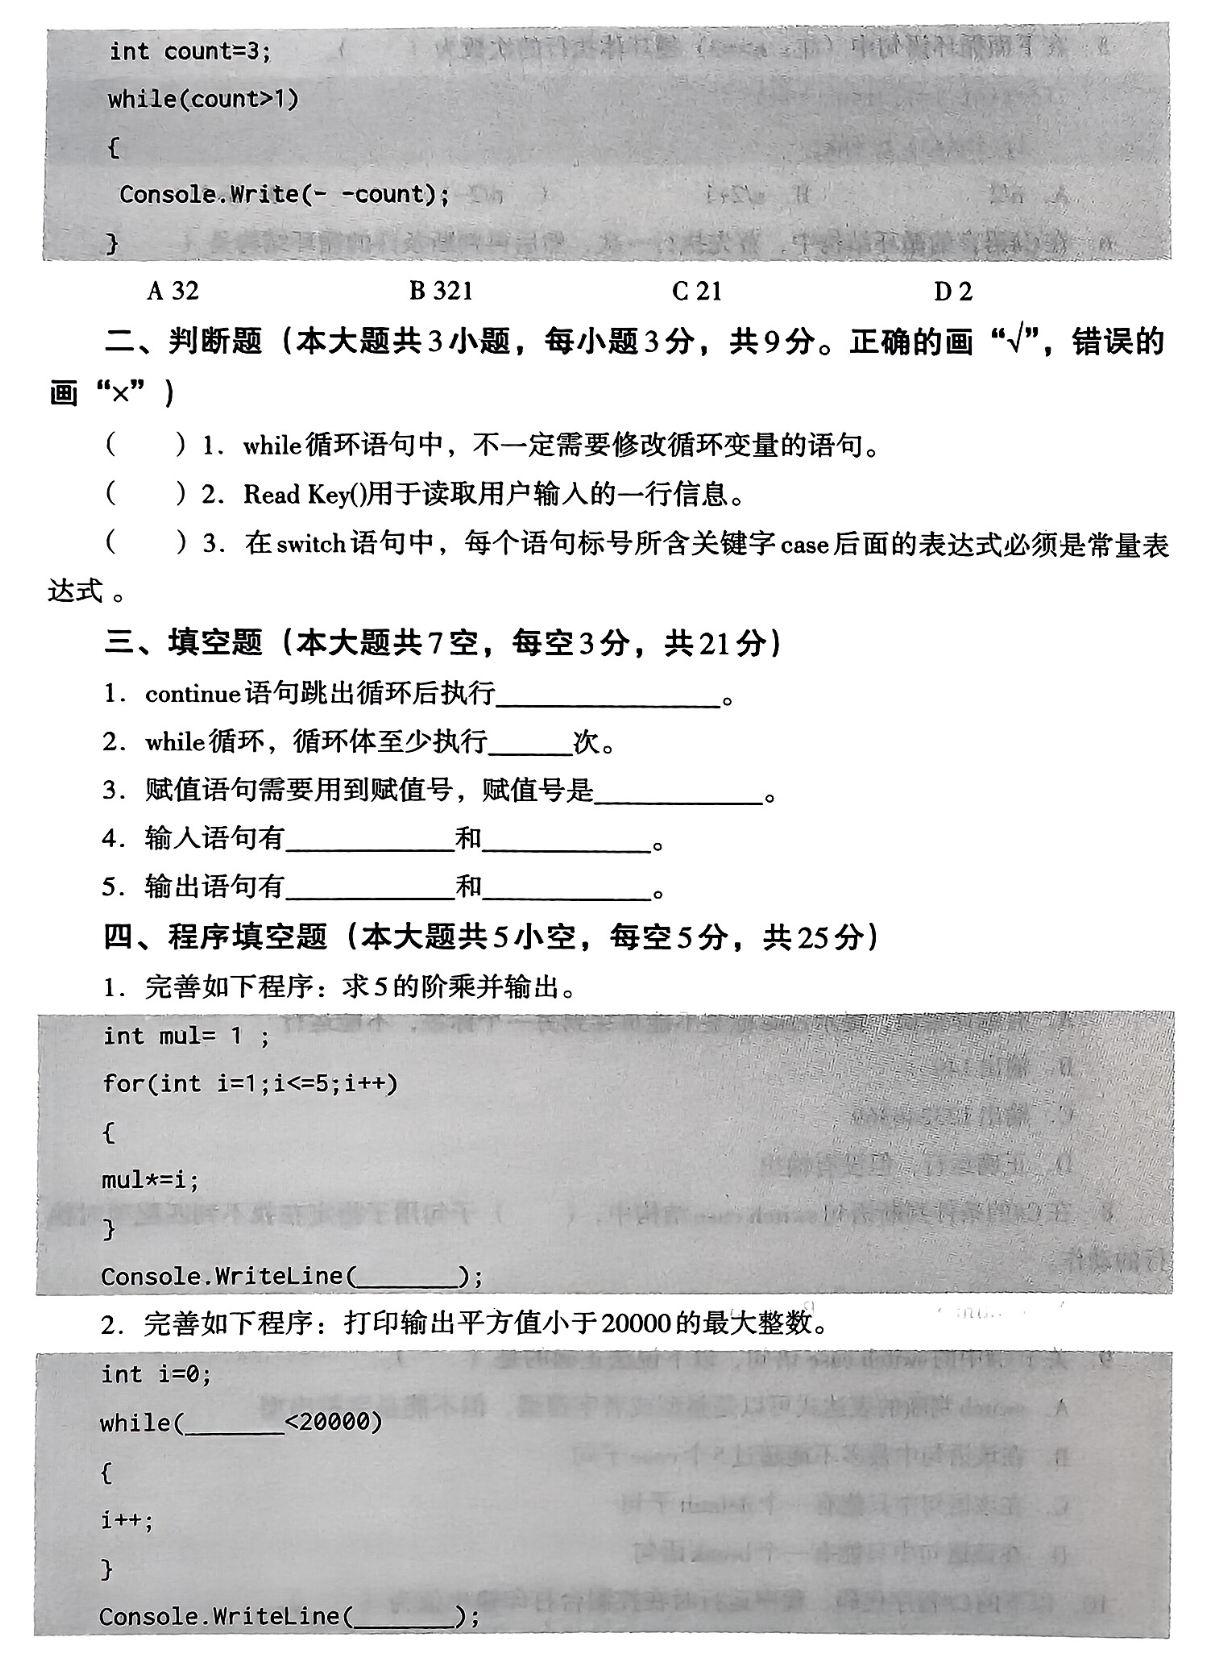 int count=3;
while(count>1)
{
Console.Write(- -count);
}
A 32 B 321 C 21 D 2
二、判断题（本大题共3小题，每小题3分，共9分。正确的画“√”，错误的
画“×”）
（ ）1. while循环语句中，不一定需要修改循环变量的语句。
（ ）2. Read Key()用于读取用户输入的一行信息。
（ ）3. 在switch语句中，每个语句标号所含关键字case后面的表达式必须是常量表
达式 。
三、填空题（本大题共7空，每空3分，共21分）
1. continue语句跳出循环后执行________________。
2. while循环，循环体至少执行______次。
3. 赋值语句需要用到赋值号，赋值号是____________。
4. 输入语句有____________和____________。
5. 输出语句有____________和____________。
四、程序填空题（本大题共5小空，每空5分，共25分）
1. 完善如下程序：求5的阶乘并输出。
int mul= 1 ;
for(int i=1;i<=5;i++)
{
mul*=i;
}
Console.WriteLine(_______);
2. 完善如下程序：打印输出平方值小于20000的最大整数。
int i=0;
while(_______<20000)
{
i++;
}
Console.WriteLine(_______);